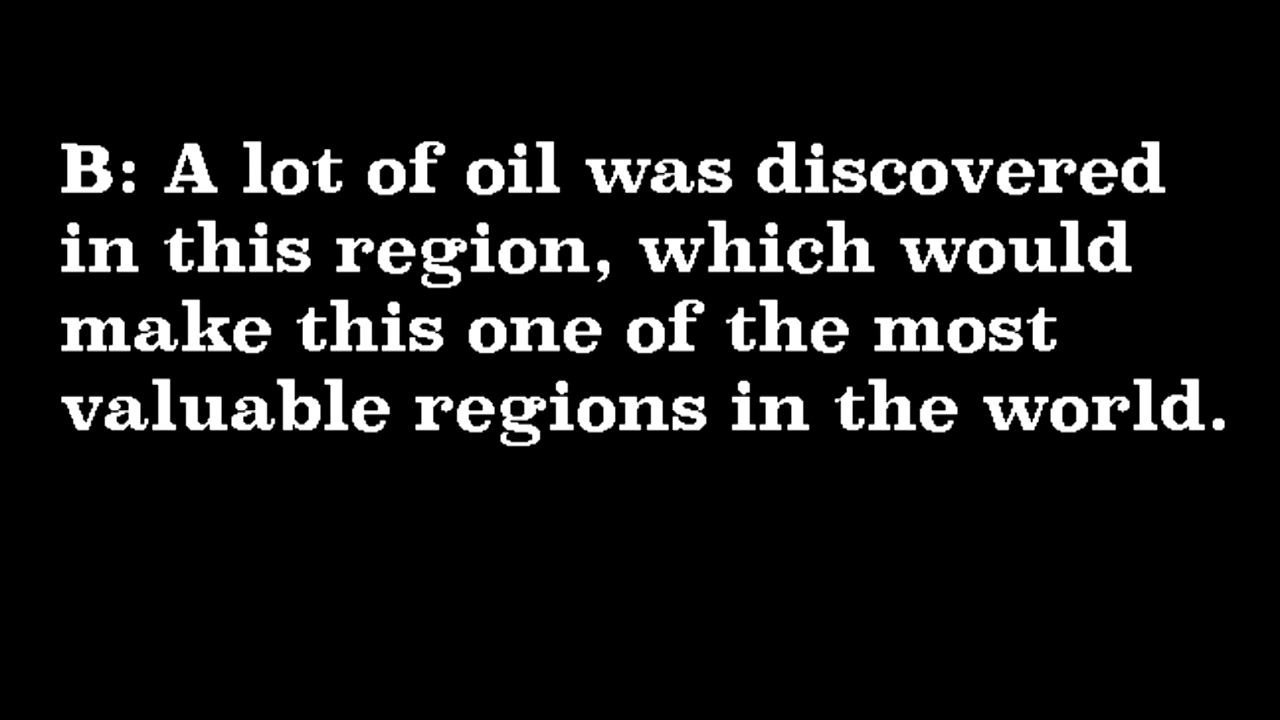 B: A lot of oil was discovered
in this region, which would
make this one of the most
valuable regions in the world.